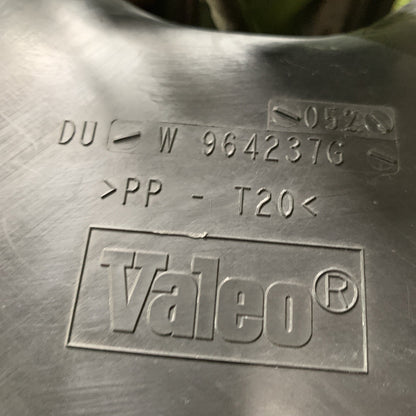 052
DU W 964237G
>PP - T20<
Valeo®